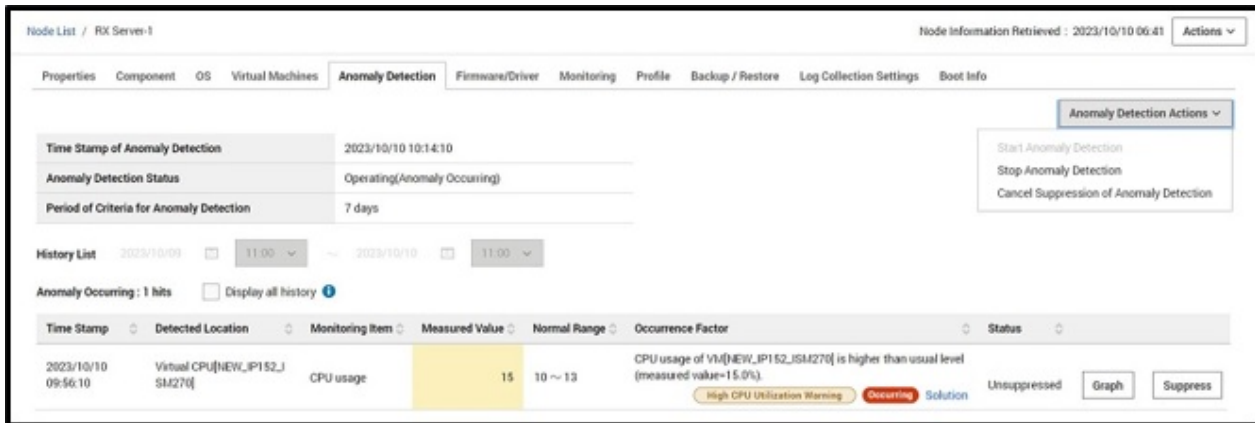 Node List / RX Server-1
Node Information Retrieved : 2023/10/10 06:41 Actions
Properties Component OS Virtual Machines Anomaly Detection Firmware/Driver Monitoring Profile Backup / Restore Log Collection Settings Boot Info
Anomaly Detection Actions
Start Anomaly Detection
Stop Anomaly Detection
Cancel Suppression of Anomaly Detection
Time Stamp of Anomaly Detection 2023/10/10 10:14:10
Anomaly Detection Status Operating(Anomaly Occurring)
Period of Criteria for Anomaly Detection 7 days
History List 2023/10/09 11:00 ~ 2023/10/10 11:00
Anomaly Occurring : 1 hits Display all history
Time Stamp Detected Location Monitoring Item Measured Value Normal Range Occurrence Factor Status
2023/10/10
09:56:10
Virtual CPU[NEW_IP152_I
SM270[
CPU usage
15
10 ~ 13
CPU usage of VM[NEW_IP152_ISM270[ is higher than usual level
(measured value=15.0%).
High CPU Utilization Warning Occurring Solution
Unsuppressed
Graph
Suppress